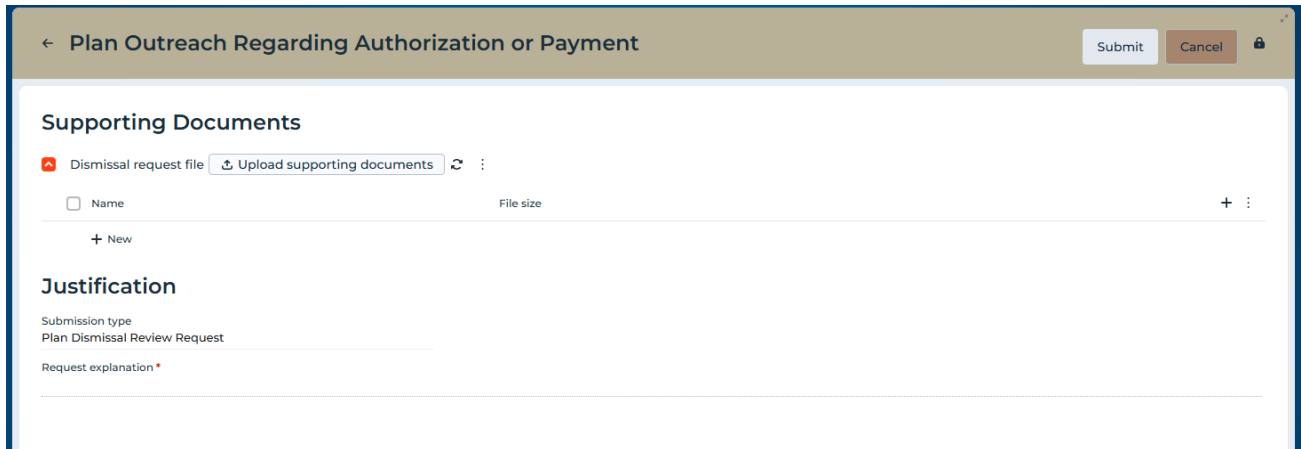 Plan Outreach Regarding Authorization or Payment
Submit
Cancel
Supporting Documents
Dismissal request file
Upload supporting documents
Name
File size
New
Justification
Submission type
Plan Dismissal Review Request
Request explanation *